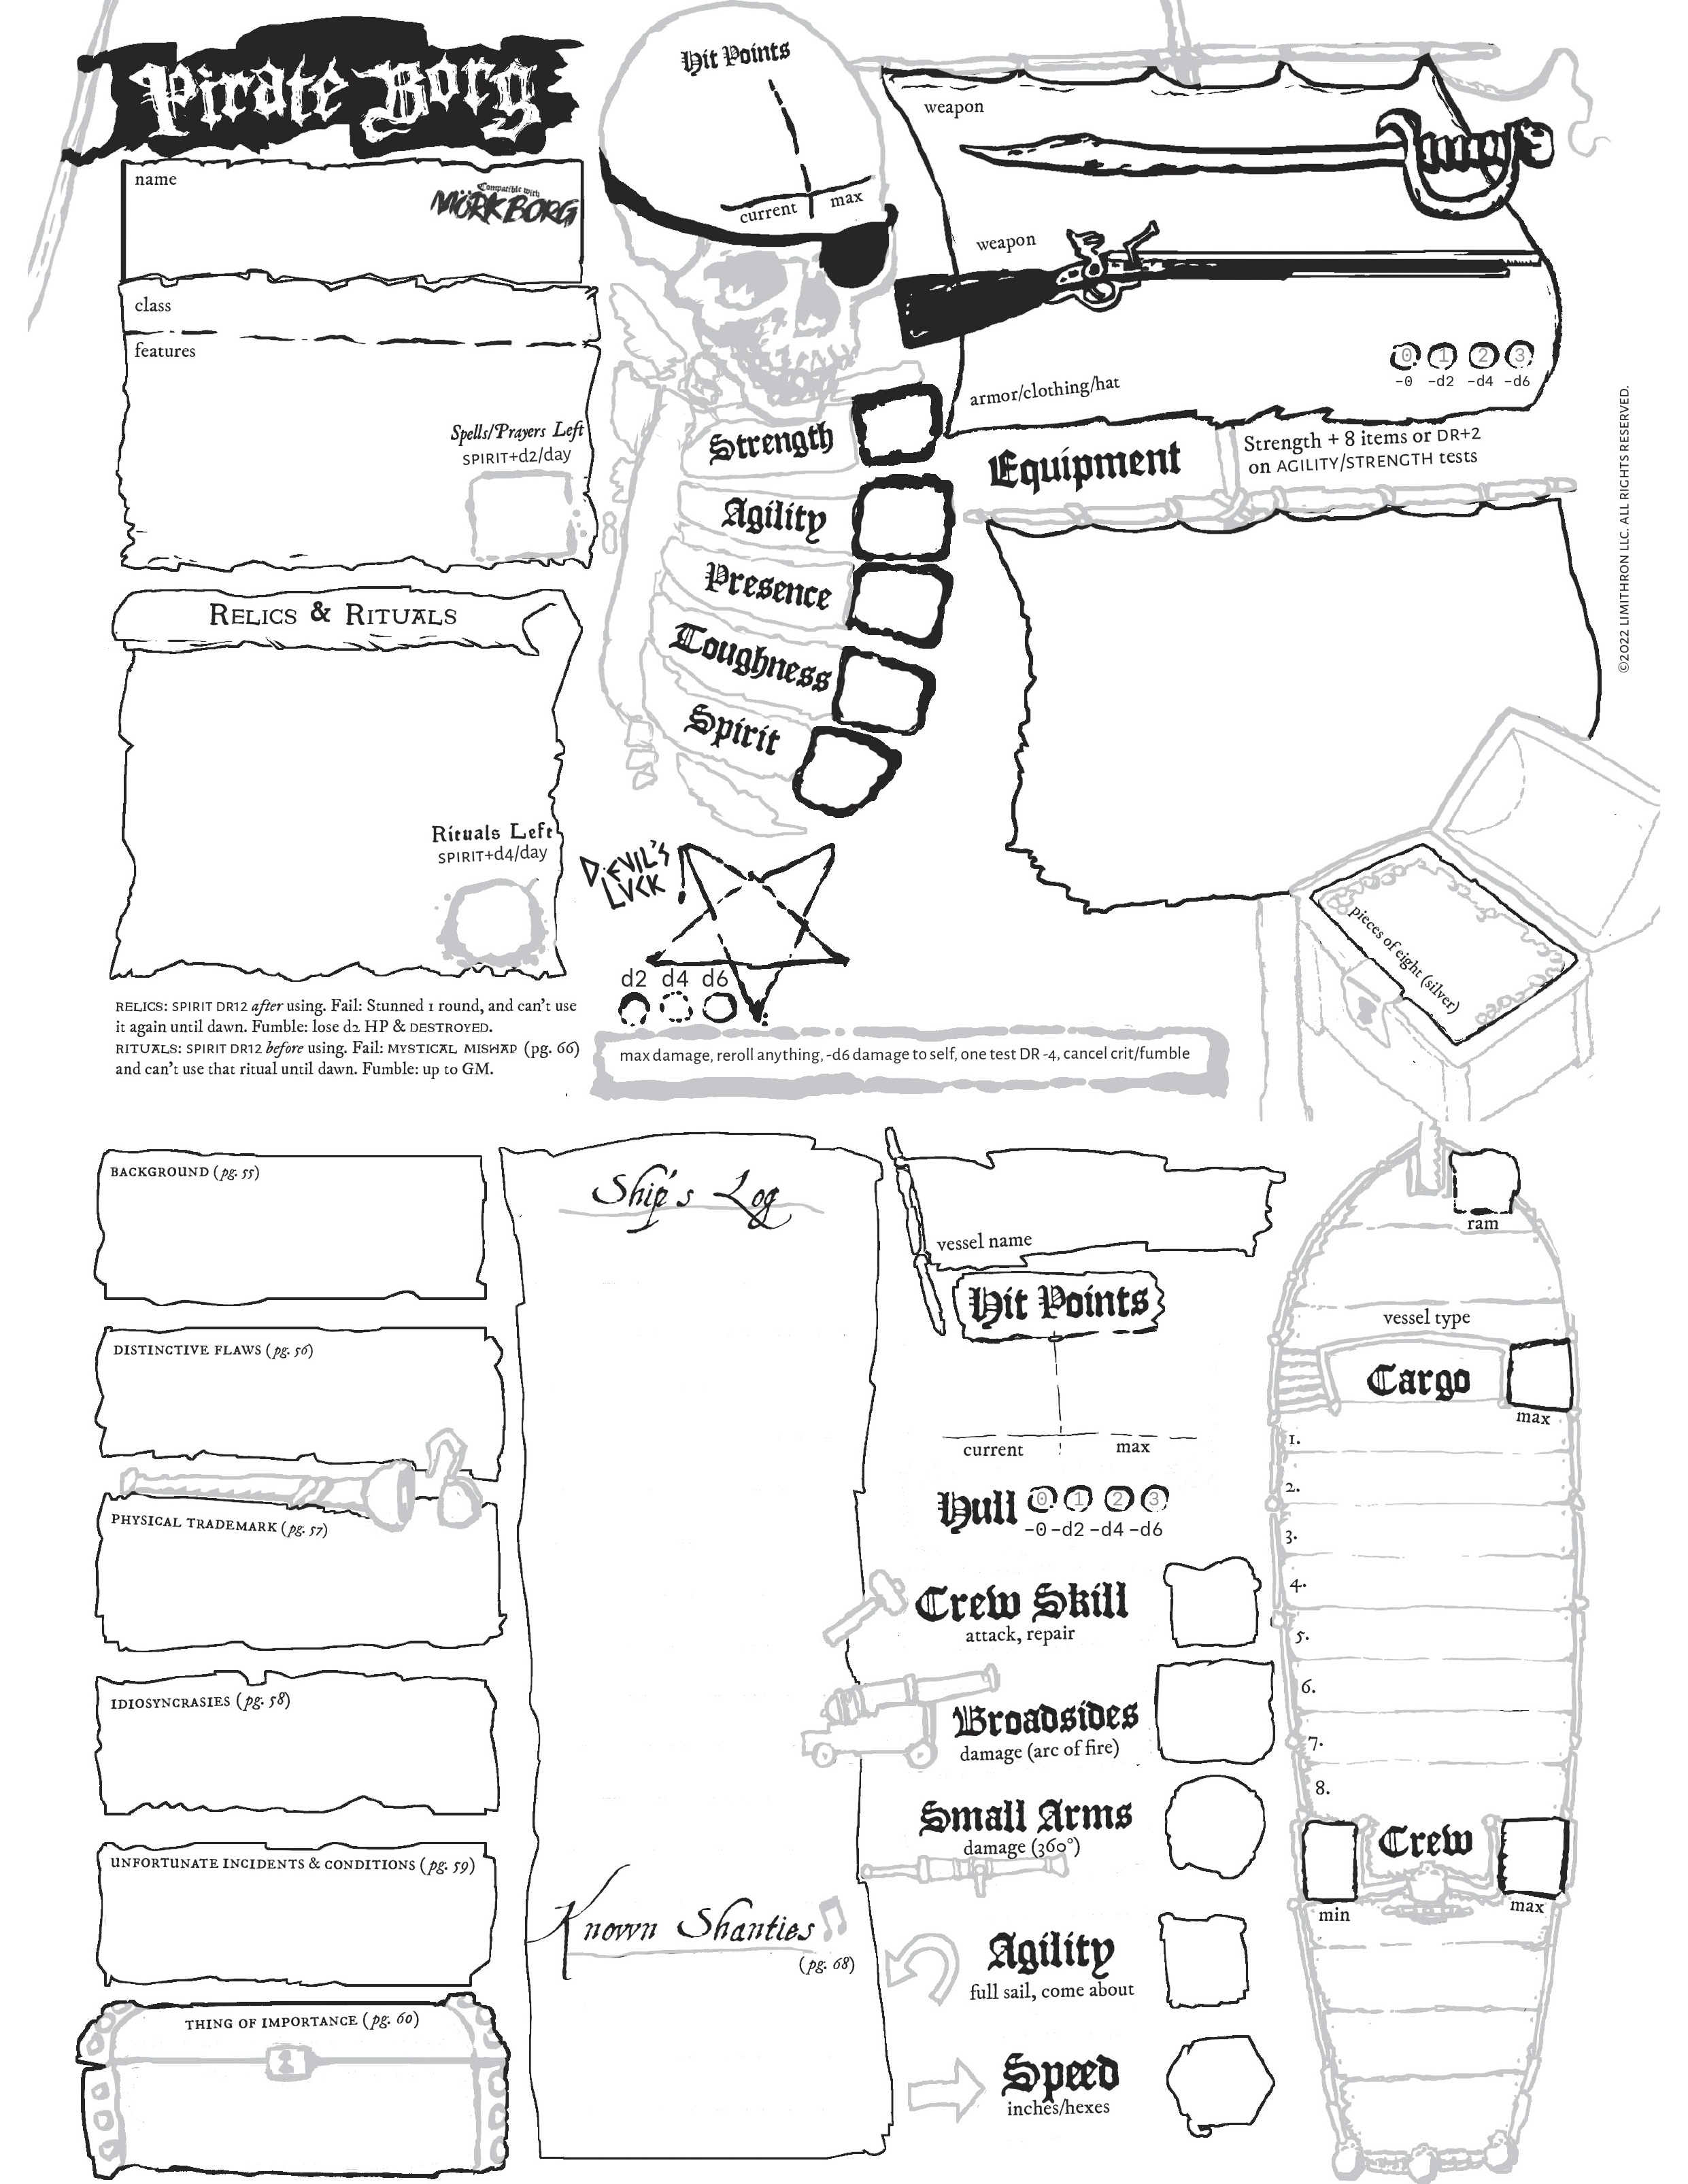 Pirate Borg
name
Compatible with
MÖRK BORG
class
features
Spells/Prayers Left
SPIRIT+d2/day
RELICS & RITUALS
Rituals Left
SPIRIT+d4/day
RELICS: SPIRIT DR12 after using. Fail: Stunned 1 round, and can't use
it again until dawn. Fumble: lose d2 HP & DESTROYED.
RITUALS: SPIRIT DR12 before using. Fail: MYSTICAL MISHAP (pg. 66)
and can't use that ritual until dawn. Fumble: up to GM.
Hit Points
current max
Strength
Agility
Presence
Toughness
Spirit
DEVIL'S
LUCK
d2 d4 d6
max damage, reroll anything, -d6 damage to self, one test DR -4, cancel crit/fumble
weapon
weapon
armor/clothing/hat
0 1 2 3
-0 -d2 -d4 -d6
Equipment
Strength + 8 items or DR+2
on AGILITY/STRENGTH tests
pieces of eight (silver)
©2022 LIMITHRON LLC. ALL RIGHTS RESERVED.
BACKGROUND (pg. 55)
DISTINCTIVE FLAWS (pg. 56)
PHYSICAL TRADEMARK (pg. 57)
IDIOSYNCRASIES (pg. 58)
UNFORTUNATE INCIDENTS & CONDITIONS (pg. 59)
THING OF IMPORTANCE (pg. 60)
Ship's Log
Known Shanties
(pg. 68)
vessel name
Hit Points
current max
Hull 0 1 2 3
-0 -d2 -d4 -d6
Crew Skill
attack, repair
Broadsides
damage (arc of fire)
Small Arms
damage (360°)
Agility
full sail, come about
Speed
inches/hexes
ram
vessel type
Cargo
max
1.
2.
3.
4.
5.
6.
7.
8.
Crew
min
max